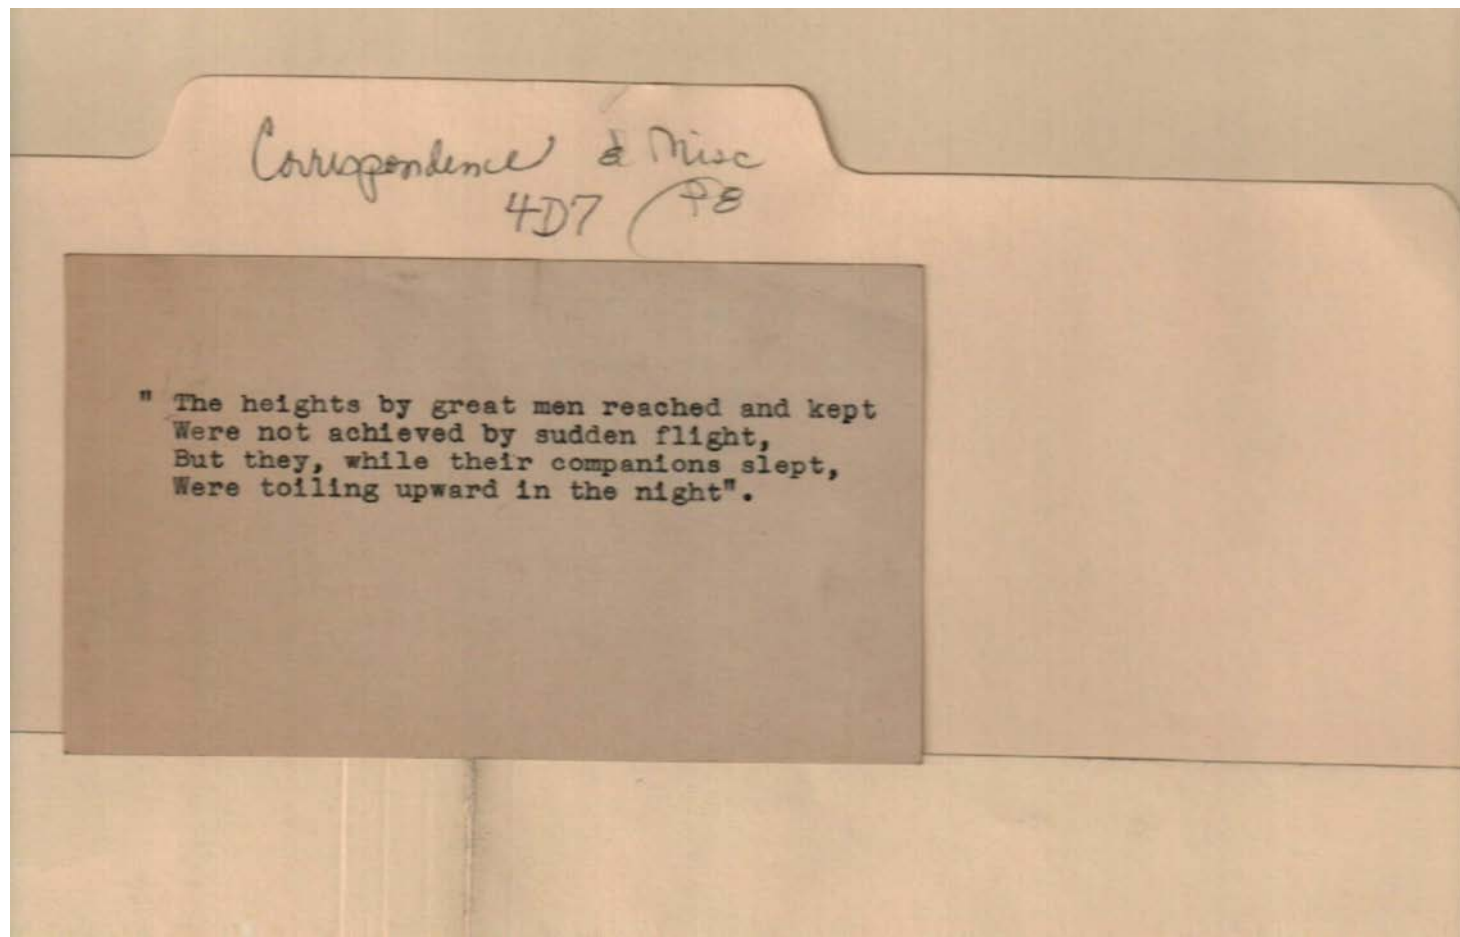 Correspondence & Misc
4D7
" The heights by great men reached and kept
Were not achieved by sudden flight,
But they, while their companions slept,
Were toiling upward in the night".